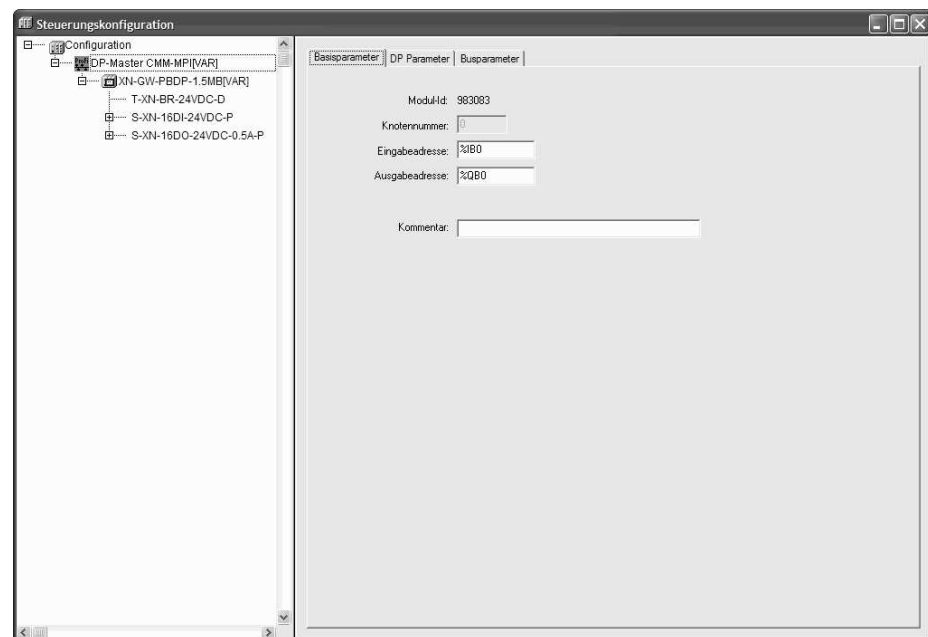 Steuerungskonfiguration
Configuration
DP-Master CMM-MPI[VAR]
XN-GW-PBDP-1.5MB[VAR]
T-XN-BR-24VDC-D
S-XN-16DI-24VDC-P
S-XN-16DO-24VDC-0.5A-P
Basisparameter DP Parameter Busparameter
Modul-Id: 983083
Knotennummer: 0
Eingabeadresse: %IB0
Ausgabeadresse: %QB0
Kommentar: